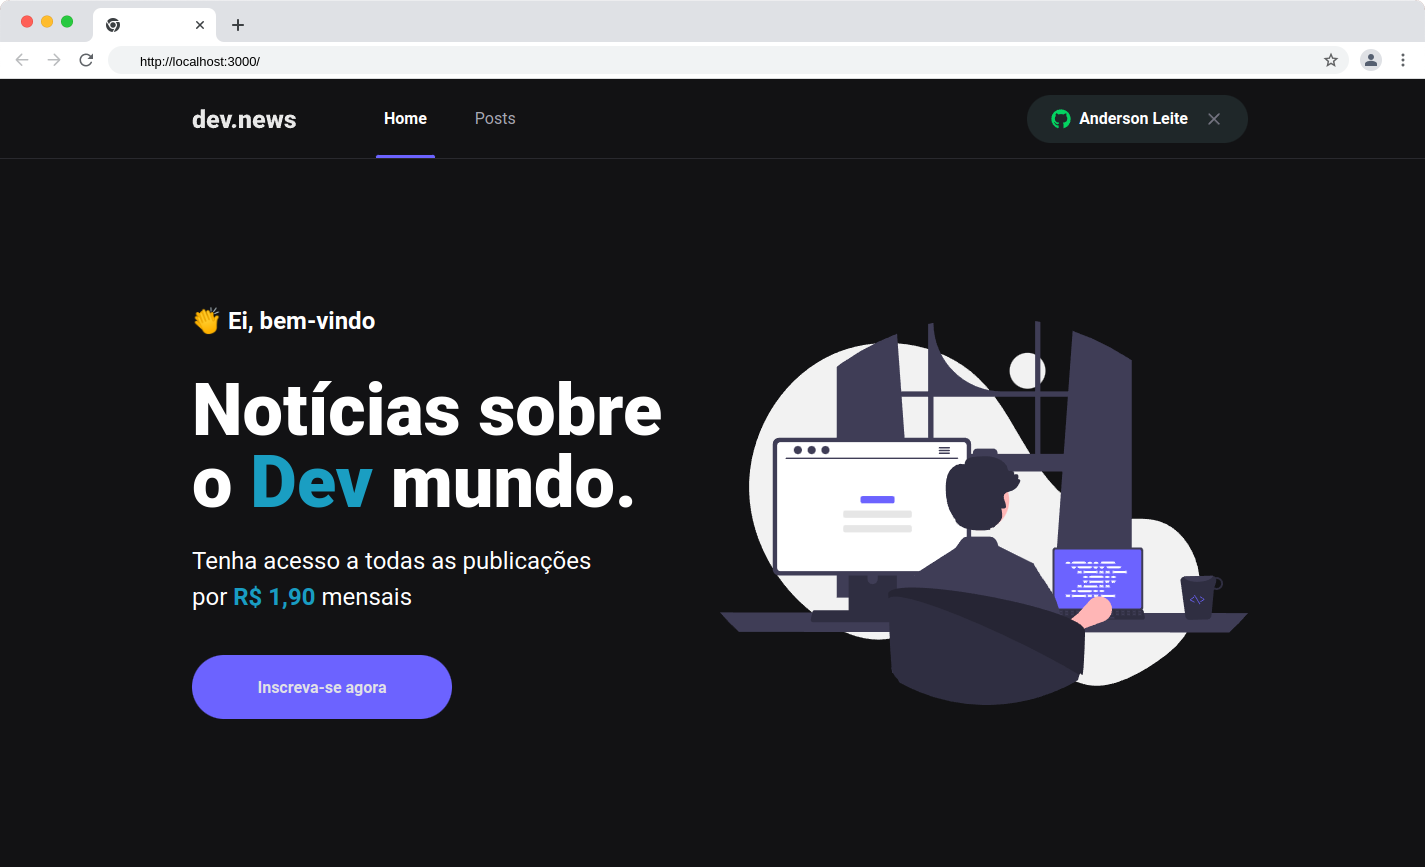 http://localhost:3000/
dev.news
Home
Posts
Anderson Leite
👏 Ei, bem-vindo
Notícias sobre
o Dev mundo.
Tenha acesso a todas as publicações
por R$ 1,90 mensais
Inscreva-se agora
<\>